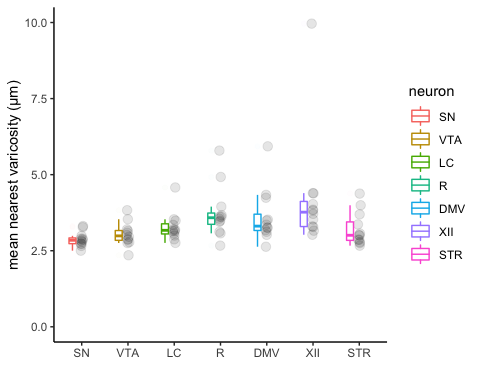 mean nearest varicosity (μm)
10.0
7.5
5.0
2.5
0.0
SN VTA LC R DMV XII STR
neuron
SN
VTA
LC
R
DMV
XII
STR